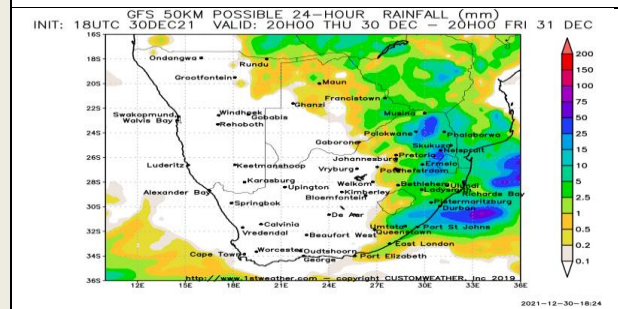 GFS 50KM POSSIBLE 24-HOUR RAINFALL (mm)
INIT: 18UTC 30DEC21 VALID: 20H00 THU 30 DEC - 20H00 FRI 31 DEC
16S
18S
20S
22S
24S
26S
28S
30S
32S
34S
36S
Ondangwa
Rundu
Grootfontein
Maun
Francistown
Ghanzi
Windhoek
Gobabis
Swakopmund
Walvis Bay
Rehoboth
Musina
Polokwane
Phalaborwa
Gaborone
Skukuza
Nelspruit
Pretoria
Johannesburg
Ermelo
Luderitz
Keetmanshoop
Vryburg
Potchefstroom
Karasburg
Welkom
Bethlehem
Ulundi
Ladysmith
Alexander Bay
Upington
Kimberley
Richards Bay
Bloemfontein
Springbok
Pietermaritzburg
Durban
De Aar
Calvinia
Umtata
Port St Johns
Vredendal
Beaufort West
Queenstown
East London
Cape Town
Worcester
Oudtshoorn
George
Port Elizabeth
http://www.1stweather.com - copyright CUSTOMWEATHER, Inc 2019
12E 15E 18E 21E 24E 27E 30E 33E 36E
200
150
100
75
50
25
15
10
5
2.5
1
0.5
0.2
0.1
2021-12-30-18:24